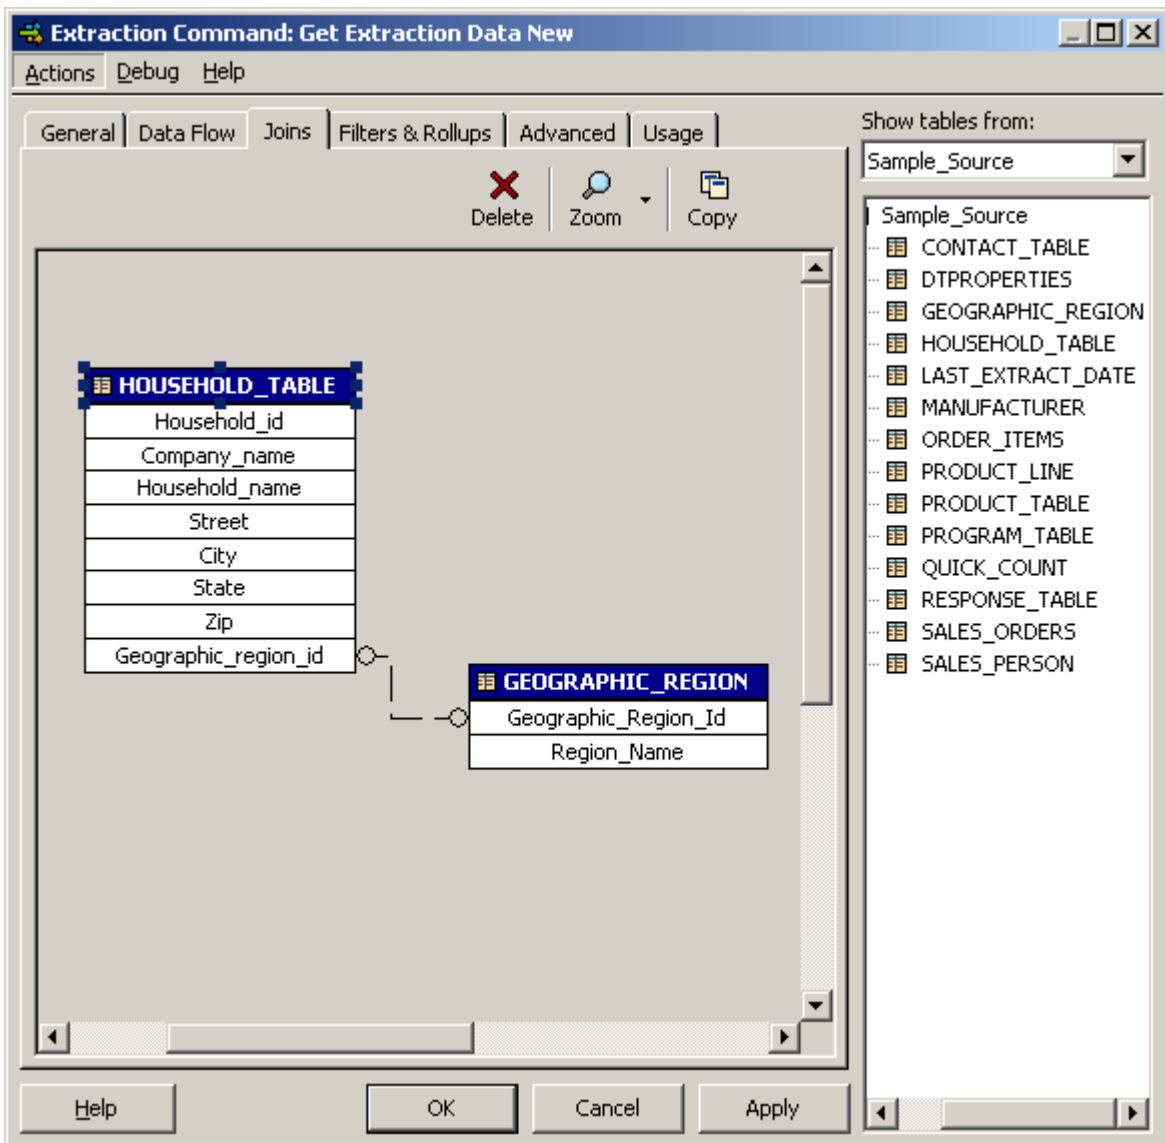 Extraction Command: Get Extraction Data New
Actions Debug Help
General Data Flow Joins Filters & Rollups Advanced Usage
Delete Zoom Copy
HOUSEHOLD_TABLE
Household_id
Company_name
Household_name
Street
City
State
Zip
Geographic_region_id
GEOGRAPHIC_REGION
Geographic_Region_Id
Region_Name
Help OK Cancel Apply
Show tables from:
Sample_Source
Sample_Source
CONTACT_TABLE
DTPROPERTIES
GEOGRAPHIC_REGION
HOUSEHOLD_TABLE
LAST_EXTRACT_DATE
MANUFACTURER
ORDER_ITEMS
PRODUCT_LINE
PRODUCT_TABLE
PROGRAM_TABLE
QUICK_COUNT
RESPONSE_TABLE
SALES_ORDERS
SALES_PERSON